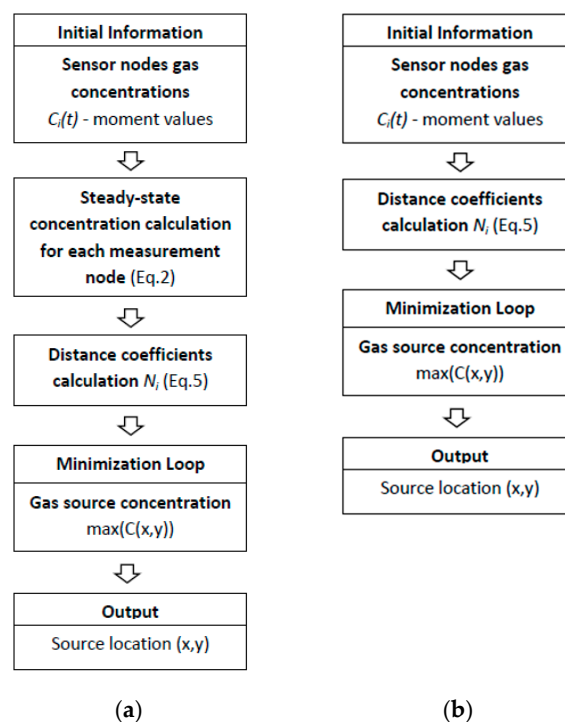 Initial Information
Sensor nodes gas
concentrations
Cᵢ(t) - moment values
Steady-state
concentration calculation
for each measurement
node (Eq.2)
Distance coefficients
calculation Nᵢ (Eq.5)
Minimization Loop
Gas source concentration
max(C(x,y))
Output
Source location (x,y)
(a)
Initial Information
Sensor nodes gas
concentrations
Cᵢ(t) - moment values
Distance coefficients
calculation Nᵢ (Eq.5)
Minimization Loop
Gas source concentration
max(C(x,y))
Output
Source location (x,y)
(b)